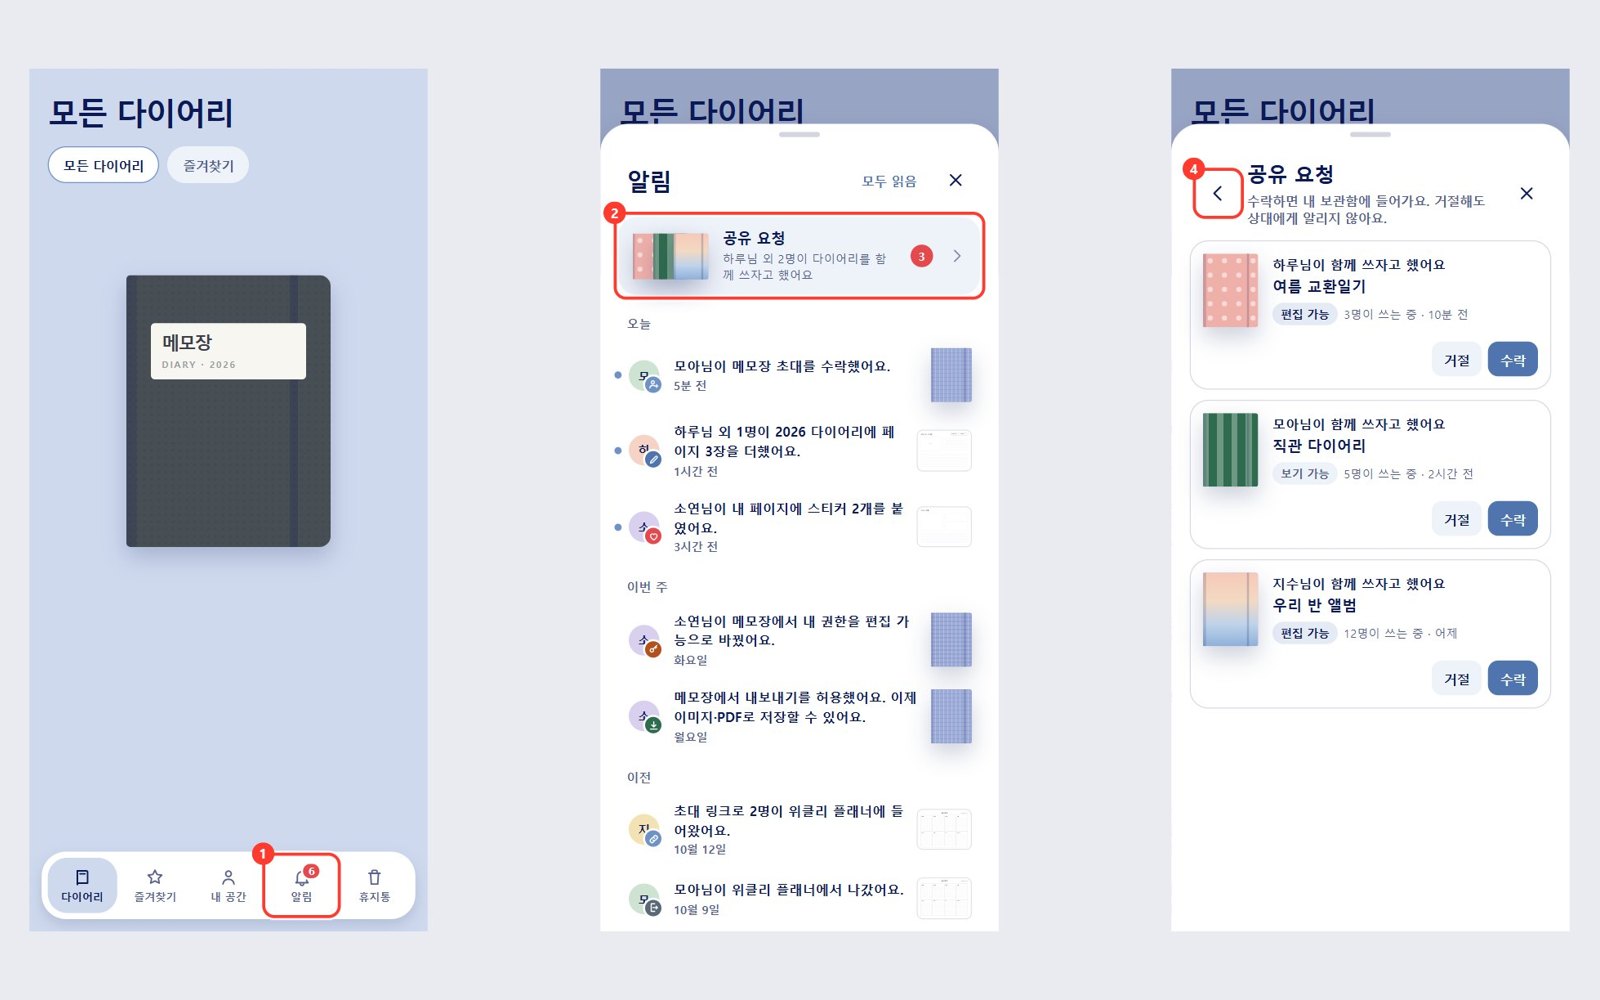 모든 다이어리
모든 다이어리
즐겨찾기
메모장
DIARY · 2026
1
다이어리
즐겨찾기
내 공간
6
알림
휴지통
모든 다이어리
알림
모두 읽음
2
공유 요청
하루님 외 2명이 다이어리를 함
께 쓰자고 했어요
3
오늘
모아님이 메모장 초대를 수락했어요.
5분 전
하루님 외 1명이 2026 다이어리에 페
이지 3장을 더했어요.
1시간 전
소연님이 내 페이지에 스티커 2개를 붙
였어요.
3시간 전
이번 주
소연님이 메모장에서 내 권한을 편집 가
능으로 바꿨어요.
화요일
메모장에서 내보내기를 허용했어요. 이제
이미지·PDF로 저장할 수 있어요.
월요일
이전
초대 링크로 2명이 위클리 플래너에 들
어왔어요.
10월 12일
모아님이 위클리 플래너에서 나갔어요.
10월 9일
모든 다이어리
4
공유 요청
수락하면 내 보관함에 들어가요. 거절해도
상대에게 알리지 않아요.
하루님이 함께 쓰자고 했어요
여름 교환일기
편집 가능
3명이 쓰는 중 · 10분 전
거절
수락
모아님이 함께 쓰자고 했어요
직관 다이어리
보기 가능
5명이 쓰는 중 · 2시간 전
거절
수락
지수님이 함께 쓰자고 했어요
우리 반 앨범
편집 가능
12명이 쓰는 중 · 어제
거절
수락